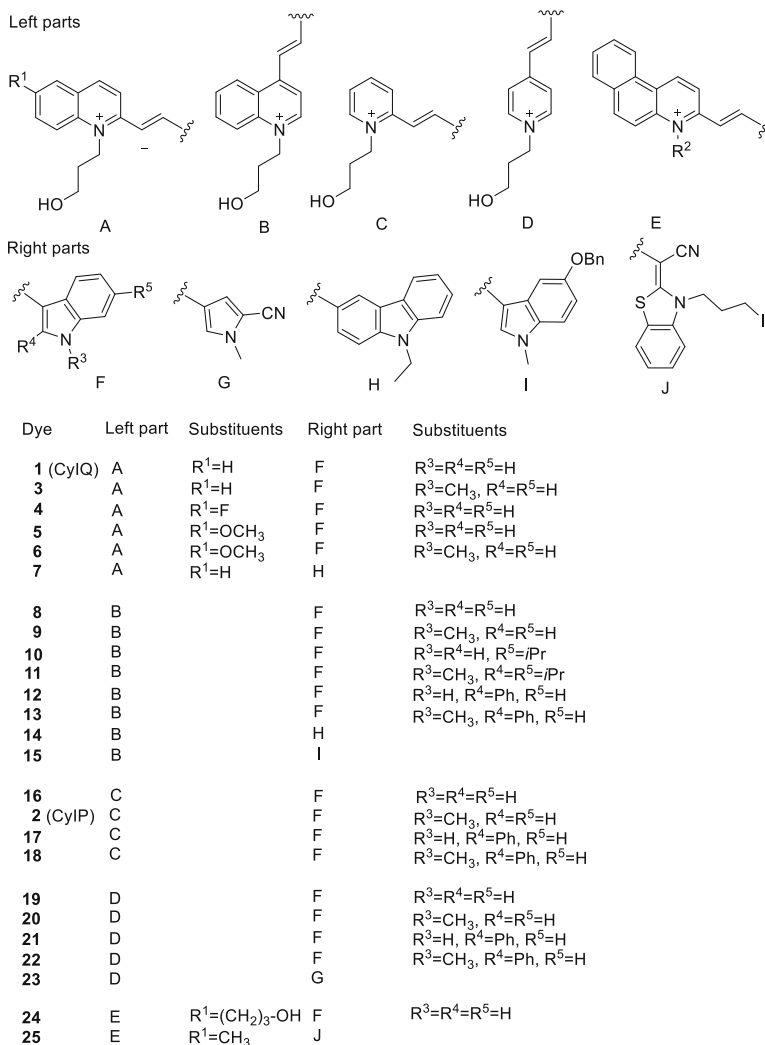 Left parts
R¹ N⁺ HO A
N⁺ HO B
N⁺ HO C
N⁺ HO D
N⁺ R² E
Right parts
R⁵ R⁴ N R³ F
CN N G
N H
OBn N I
CN S N I J
Dye Left part Substituents Right part Substituents
1 (CyIQ) A R¹=H F R³=R⁴=R⁵=H
3 A R¹=H F R³=CH₃, R⁴=R⁵=H
4 A R¹=F F R³=R⁴=R⁵=H
5 A R¹=OCH₃ F R³=R⁴=R⁵=H
6 A R¹=OCH₃ F R³=CH₃, R⁴=R⁵=H
7 A R¹=H H
8 B F R³=R⁴=R⁵=H
9 B F R³=CH₃, R⁴=R⁵=H
10 B F R³=R⁴=H, R⁵=iPr
11 B F R³=CH₃, R⁴=R⁵=iPr
12 B F R³=H, R⁴=Ph, R⁵=H
13 B F R³=CH₃, R⁴=Ph, R⁵=H
14 B H
15 B I
16 C F R³=R⁴=R⁵=H
2 (CyIP) C F R³=CH₃, R⁴=R⁵=H
17 C F R³=H, R⁴=Ph, R⁵=H
18 C F R³=CH₃, R⁴=Ph, R⁵=H
19 D F R³=R⁴=R⁵=H
20 D F R³=CH₃, R⁴=R⁵=H
21 D F R³=H, R⁴=Ph, R⁵=H
22 D F R³=CH₃, R⁴=Ph, R⁵=H
23 D G
24 E R¹=(CH₂)₃-OH F R³=R⁴=R⁵=H
25 E R¹=CH₃ J